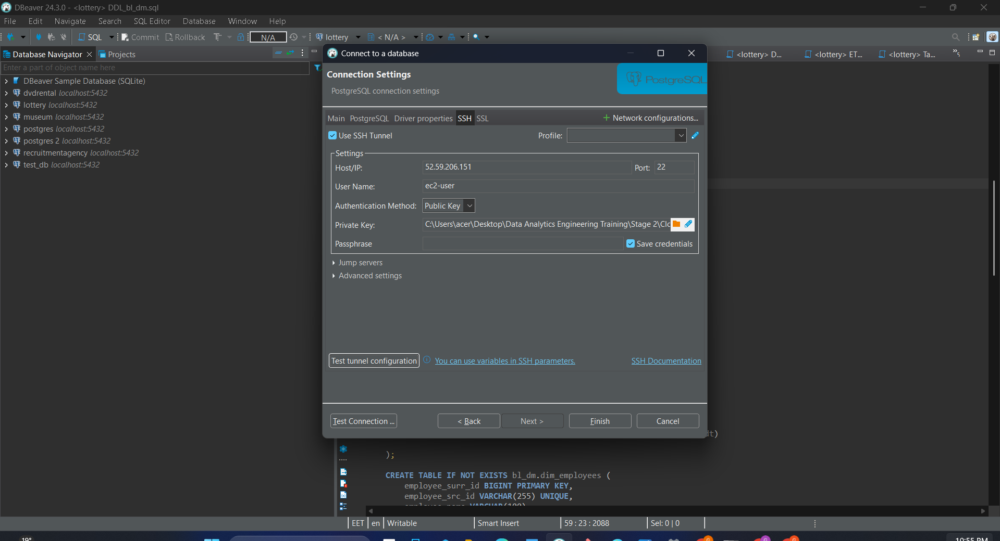 DBeaver 24.3.0 - <lottery> DDL_bl_dm.sql
File Edit Navigate Search SQL Editor Database Window Help
SQL Commit Rollback N/A lottery < N/A >
Database Navigator Projects
<lottery> D... <lottery> ET... <lottery> Ta... »5
Enter a part of object name here
DBeaver Sample Database (SQLite)
dvdrental localhost:5432
lottery localhost:5432
museum localhost:5432
postgres localhost:5432
postgres 2 localhost:5432
recruitmentagency localhost:5432
test_db localhost:5432
Connect to a database
Connection Settings
PostgreSQL connection settings
PostgreSQL
Main PostgreSQL Driver properties SSH SSL Network configurations...
Use SSH Tunnel Profile:
Settings
Host/IP: 52.59.206.151 Port: 22
User Name: ec2-user
Authentication Method: Public Key
Private Key: C:\Users\acer\Desktop\Data Analytics Engineering Training\Stage 2\Clc
Passphrase Save credentials
Jump servers
Advanced settings
Test tunnel configuration You can use variables in SSH parameters. SSH Documentation
Test Connection ... < Back Next > Finish Cancel
dt)
);
CREATE TABLE IF NOT EXISTS bl_dm.dim_employees (
employee_surr_id BIGINT PRIMARY KEY,
employee_src_id VARCHAR(255) UNIQUE,
EET en Writable Smart Insert 59 : 23 : 2088 Sel: 0 | 0
19°
10:55 PM